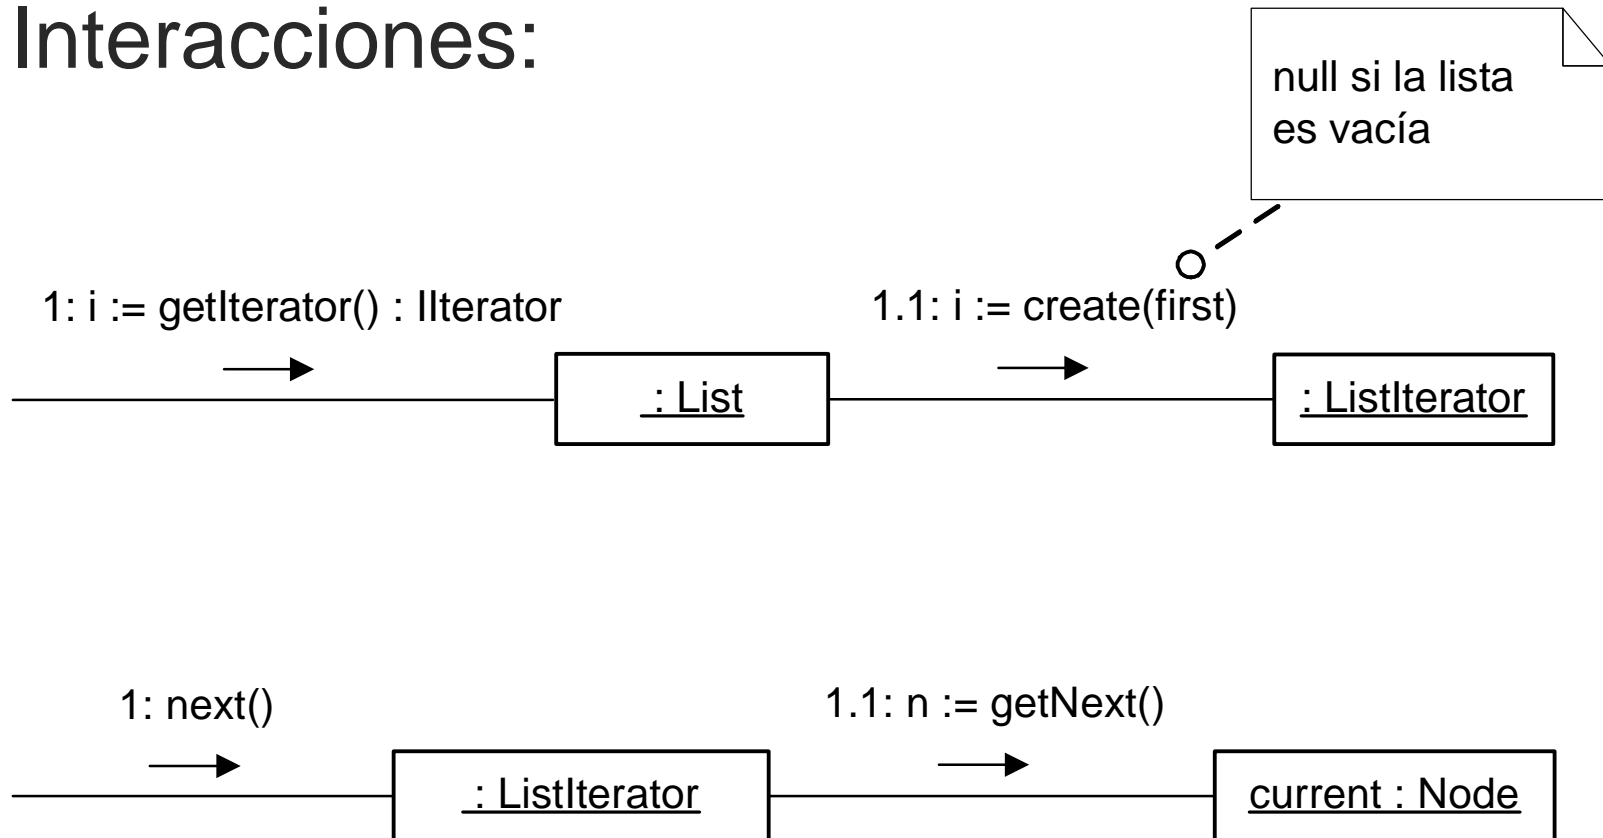 Interacciones:
null si la lista
es vacía
1: i := getIterator() : IIterator
1.1: i := create(first)
: List
: ListIterator
1: next()
1.1: n := getNext()
: ListIterator
current : Node